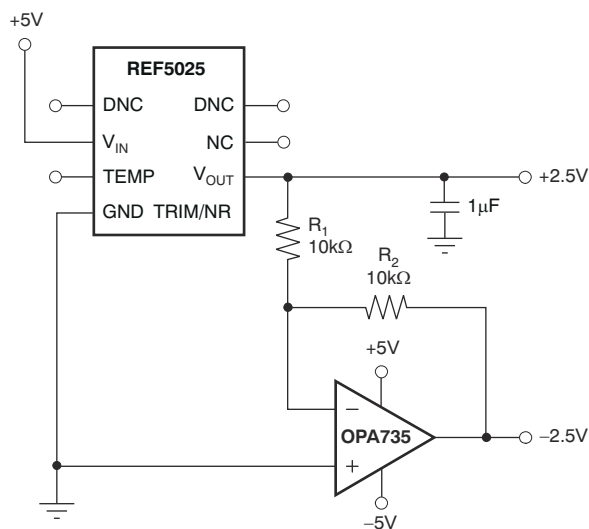 +5V
REF5025
DNC
DNC
V_IN
NC
TEMP
V_OUT
+2.5V
GND
TRIM/NR
1μF
R_1
10kΩ
R_2
10kΩ
+5V
−
OPA735
−2.5V
+
−5V